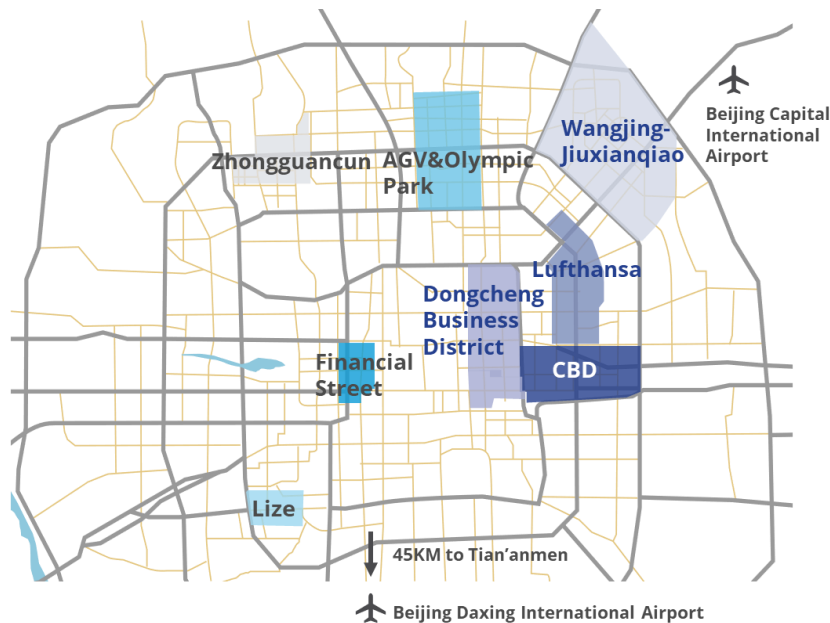 Wangjing-
Jiuxianqiao
Beijing Capital
International
Airport
Zhongguancun
AGV&Olympic
Park
Lufthansa
Dongcheng
Business
District
Financial
Street
CBD
Lize
45KM to Tian’anmen
Beijing Daxing International Airport